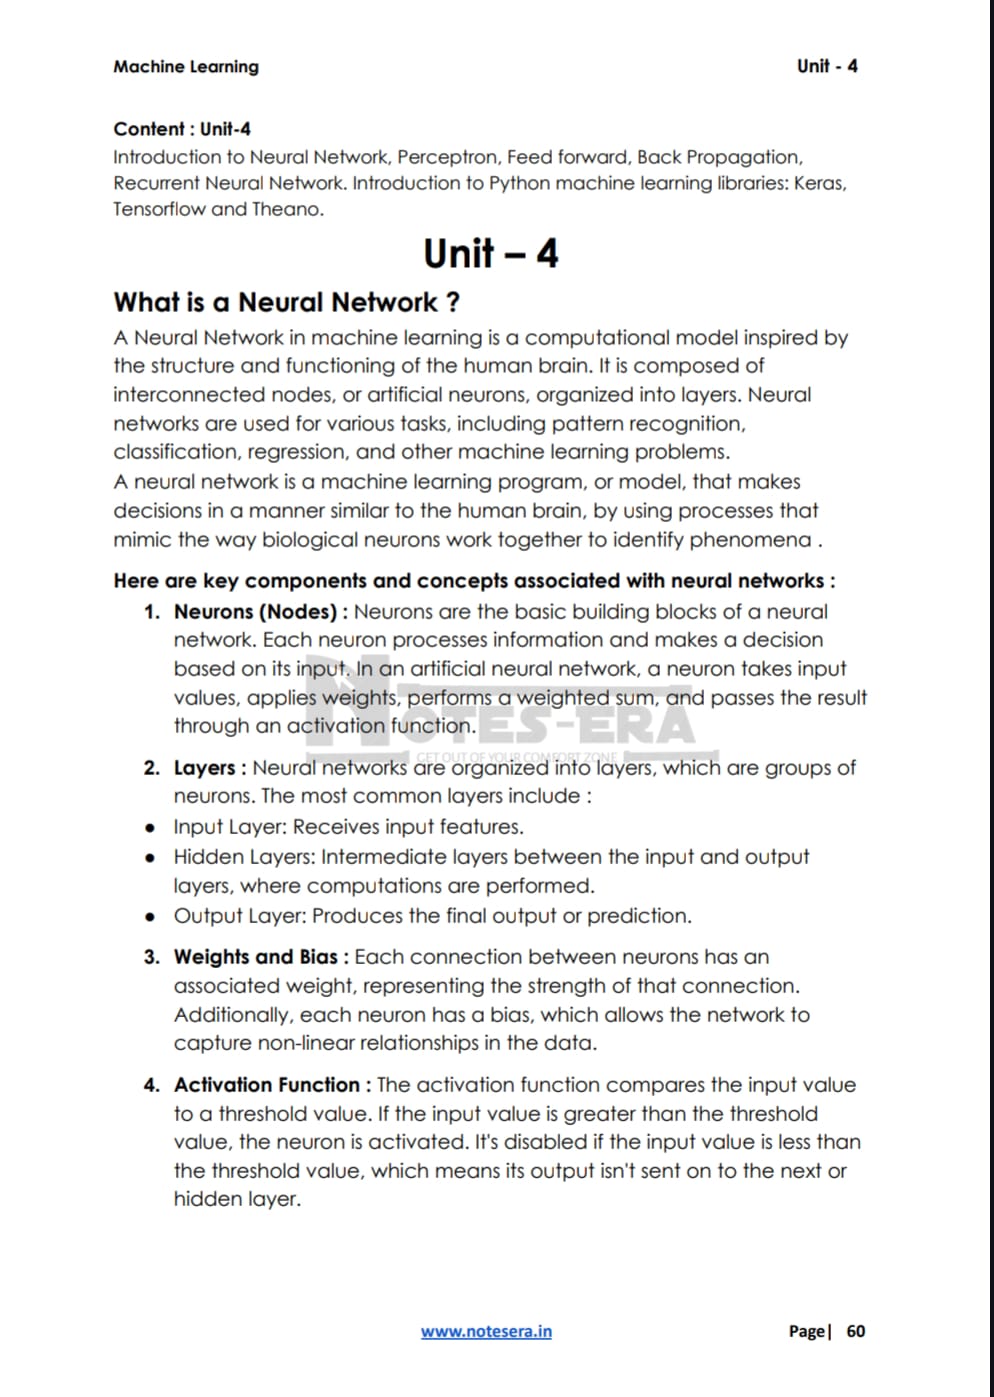 Machine Learning Unit - 4
Content : Unit-4
Introduction to Neural Network, Perceptron, Feed forward, Back Propagation,
Recurrent Neural Network. Introduction to Python machine learning libraries: Keras,
Tensorflow and Theano.
Unit – 4
What is a Neural Network ?
A Neural Network in machine learning is a computational model inspired by
the structure and functioning of the human brain. It is composed of
interconnected nodes, or artificial neurons, organized into layers. Neural
networks are used for various tasks, including pattern recognition,
classification, regression, and other machine learning problems.
A neural network is a machine learning program, or model, that makes
decisions in a manner similar to the human brain, by using processes that
mimic the way biological neurons work together to identify phenomena .
Here are key components and concepts associated with neural networks :
1. Neurons (Nodes) : Neurons are the basic building blocks of a neural
network. Each neuron processes information and makes a decision
based on its input. In an artificial neural network, a neuron takes input
values, applies weights, performs a weighted sum, and passes the result
through an activation function.
NOTES-ERA
GET OUT OF YOUR COMFORT ZONE
2. Layers : Neural networks are organized into layers, which are groups of
neurons. The most common layers include :
● Input Layer: Receives input features.
● Hidden Layers: Intermediate layers between the input and output
layers, where computations are performed.
● Output Layer: Produces the final output or prediction.
3. Weights and Bias : Each connection between neurons has an
associated weight, representing the strength of that connection.
Additionally, each neuron has a bias, which allows the network to
capture non-linear relationships in the data.
4. Activation Function : The activation function compares the input value
to a threshold value. If the input value is greater than the threshold
value, the neuron is activated. It's disabled if the input value is less than
the threshold value, which means its output isn't sent on to the next or
hidden layer.
www.notesera.in Page| 60